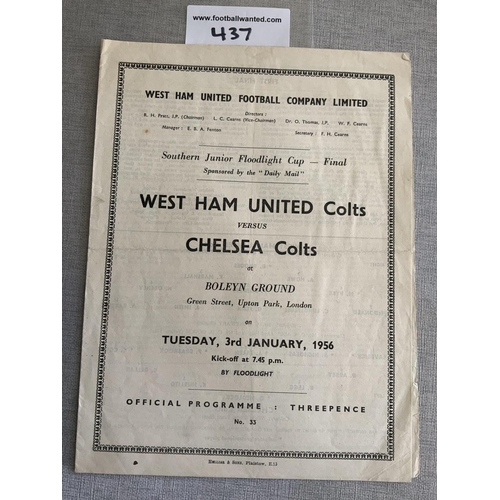 www.footballwanted.com
437
WEST HAM UNITED FOOTBALL COMPANY LIMITED
Directors :
R. H. Pratt, J.P. (Chairman) L. C. Cearns (Vice-Chairman) Dr. O. Thomas, J.P. W. F. Cearns
Manager : E. S. A. Fenton Secretary : F. H. Cearns
Southern Junior Floodlight Cup — Final
Sponsored by the "Daily Mail"
WEST HAM UNITED Colts
VERSUS
CHELSEA Colts
at
BOLEYN GROUND
Green Street, Upton Park, London
on
TUESDAY, 3rd JANUARY, 1956
Kick-off at 7.45 p.m.
BY FLOODLIGHT
OFFICIAL PROGRAMME : THREEPENCE
No. 33